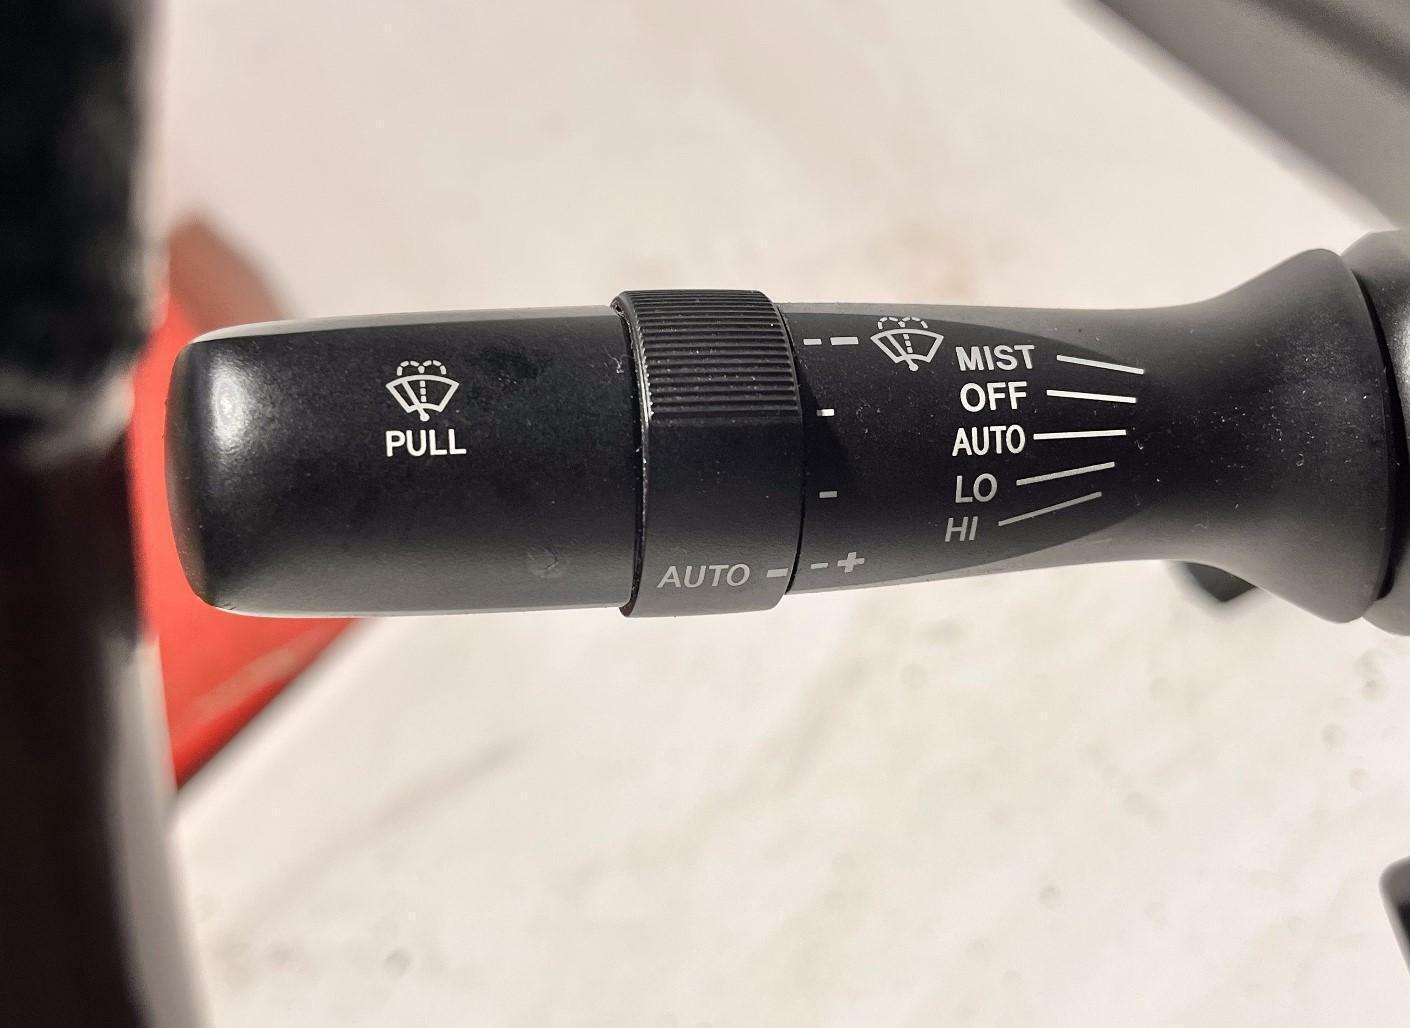 PULL
AUTO -
- -
-
-
- +
MIST
OFF
AUTO
LO
HI